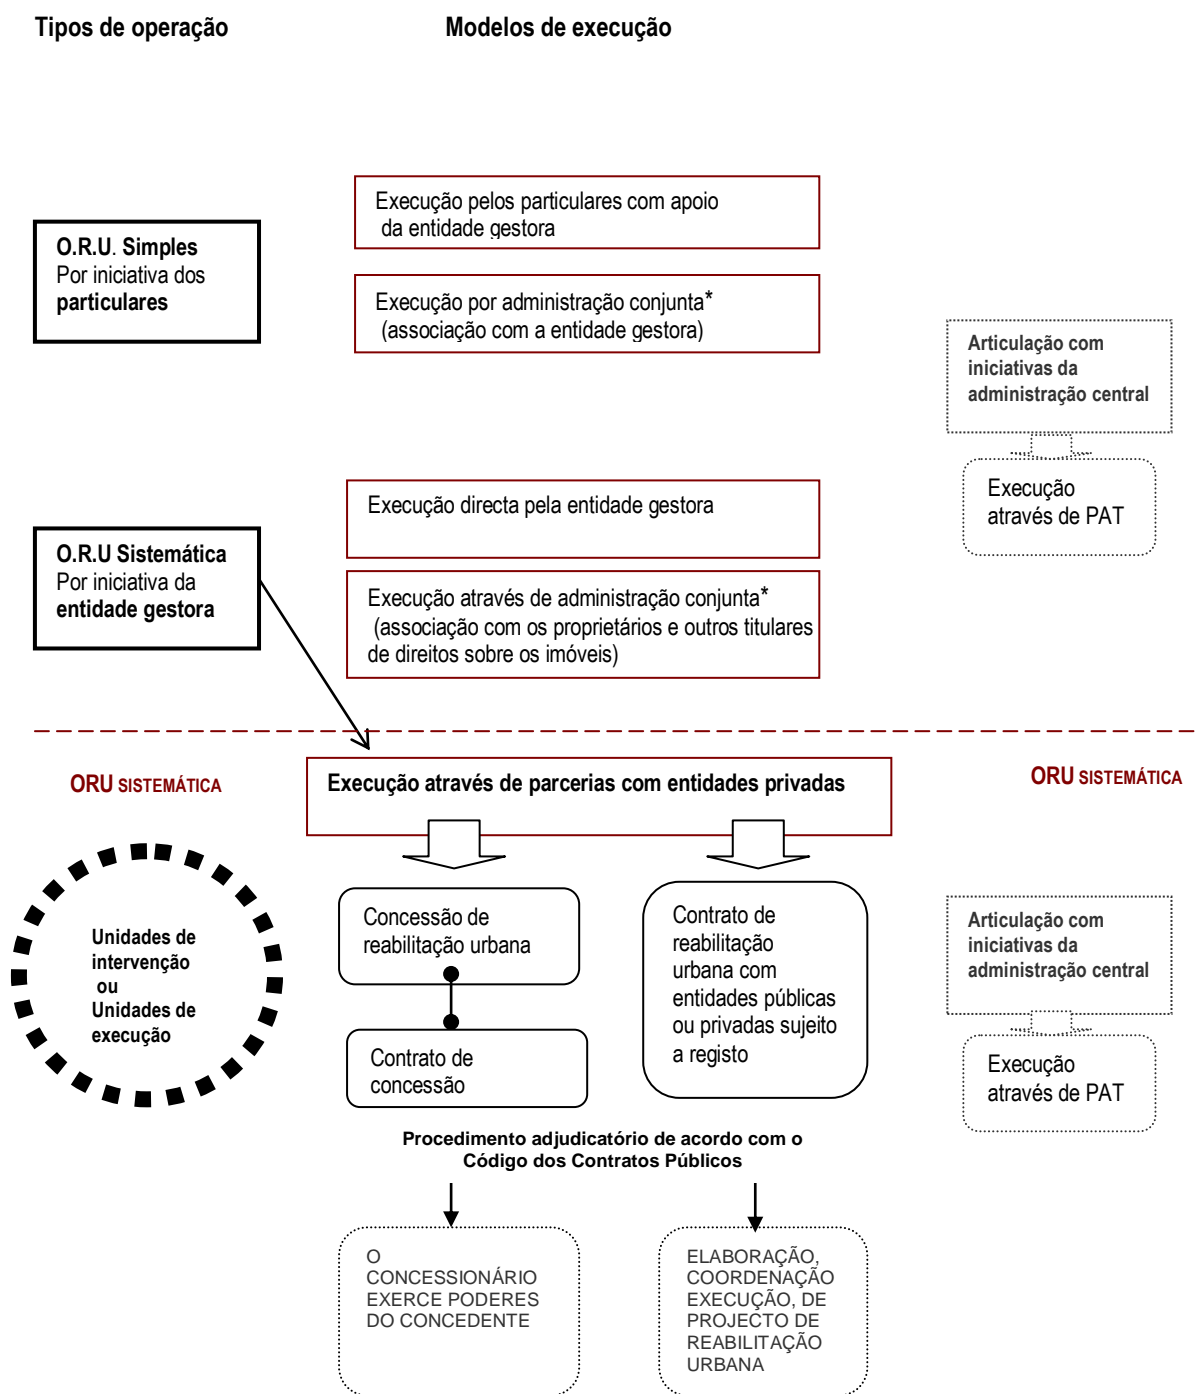 Tipos de operação
Modelos de execução
Execução pelos particulares com apoio
da entidade gestora
O.R.U. Simples
Por iniciativa dos
particulares
Execução por administração conjunta*
(associação com a entidade gestora)
Articulação com
iniciativas da
administração central
Execução
através de PAT
Execução directa pela entidade gestora
O.R.U Sistemática
Por iniciativa da
entidade gestora
Execução através de administração conjunta*
(associação com os proprietários e outros titulares
de direitos sobre os imóveis)
ORU SISTEMÁTICA
Execução através de parcerias com entidades privadas
ORU SISTEMÁTICA
Unidades de
intervenção
ou
Unidades de
execução
Concessão de
reabilitação urbana
Contrato de
concessão
Contrato de
reabilitação
urbana com
entidades públicas
ou privadas sujeito
a registo
Articulação com
iniciativas da
administração central
Execução
através de PAT
Procedimento adjudicatório de acordo com o
Código dos Contratos Públicos
O
CONCESSIONÁRIO
EXERCE PODERES
DO CONCEDENTE
ELABORAÇÃO,
COORDENAÇÃO
EXECUÇÃO, DE
PROJECTO DE
REABILITAÇÃO
URBANA